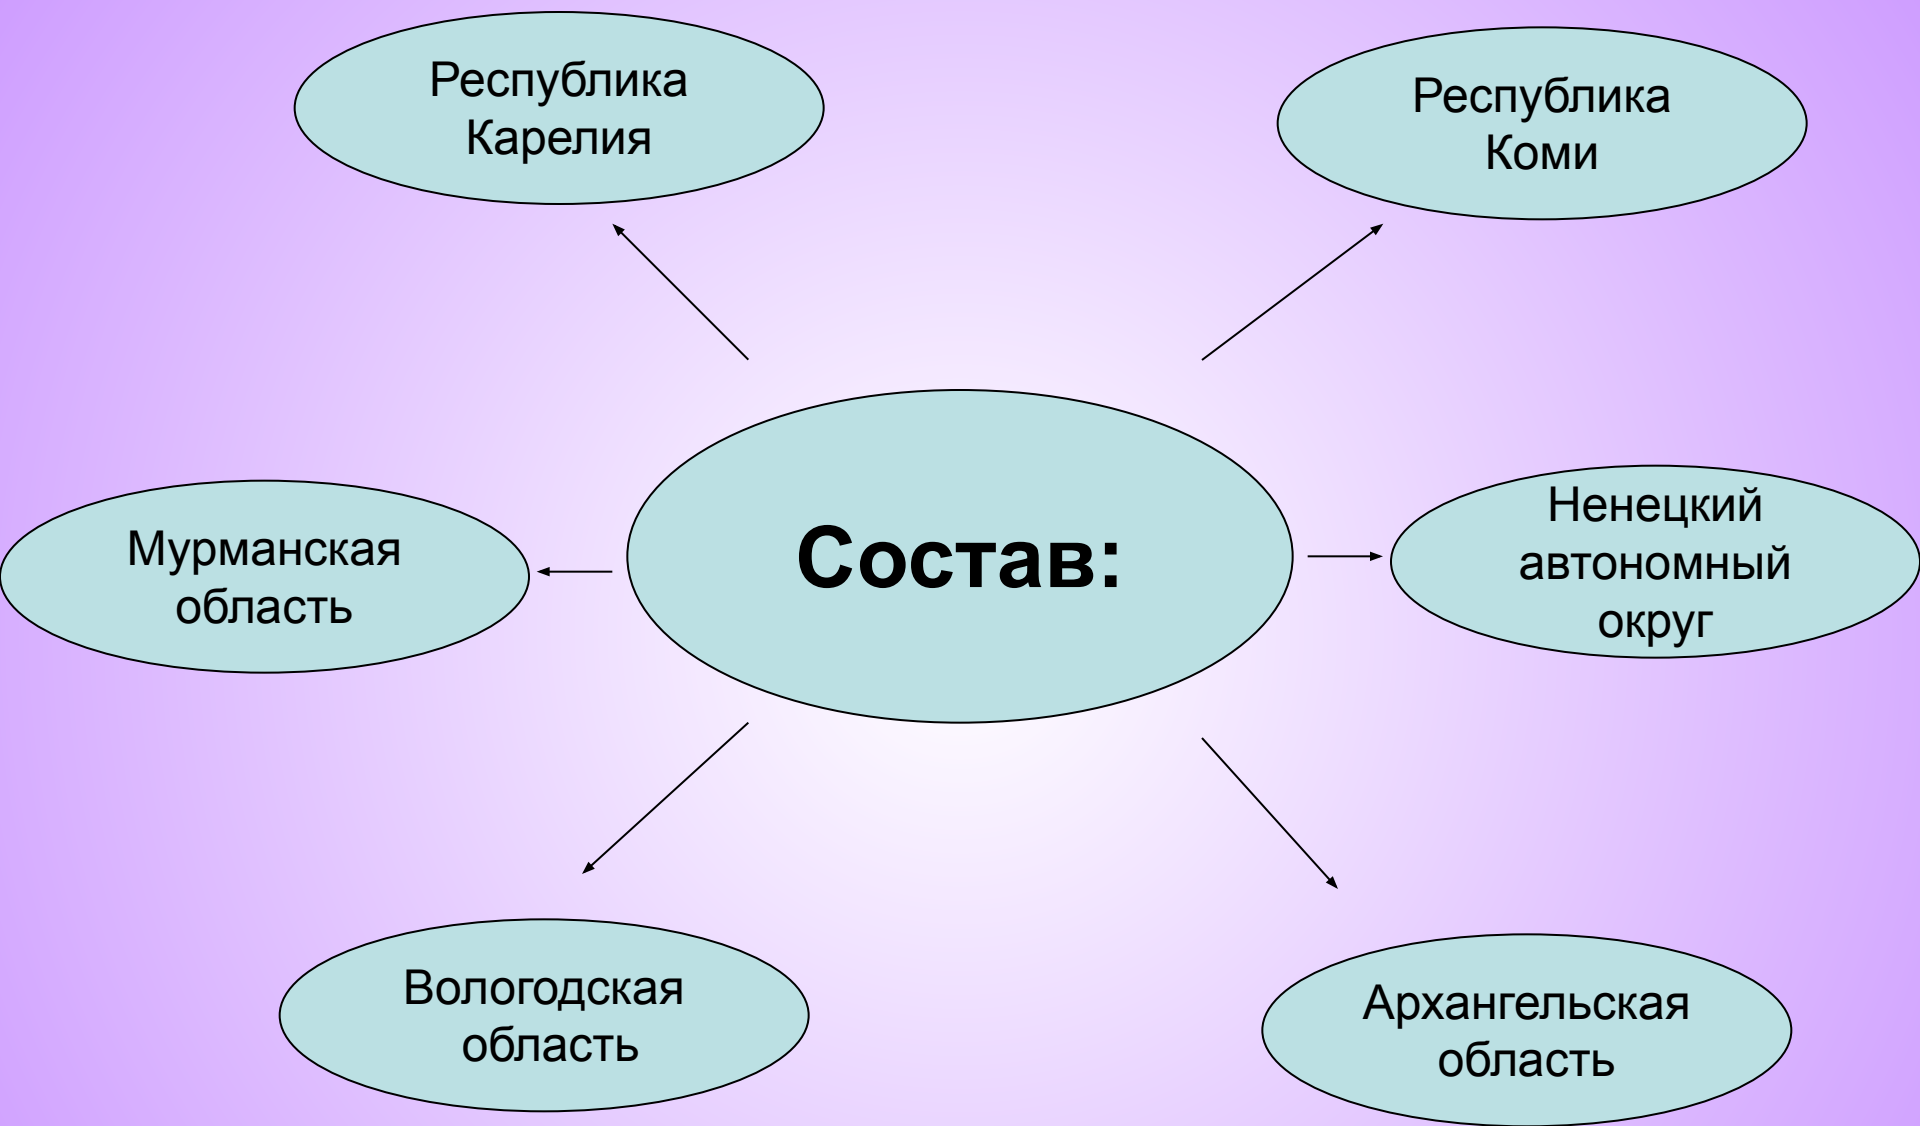 Республика
Карелия
Республика
Коми
Мурманская
область
Состав:
Ненецкий
автономный
округ
Вологодская
область
Архангельская
область